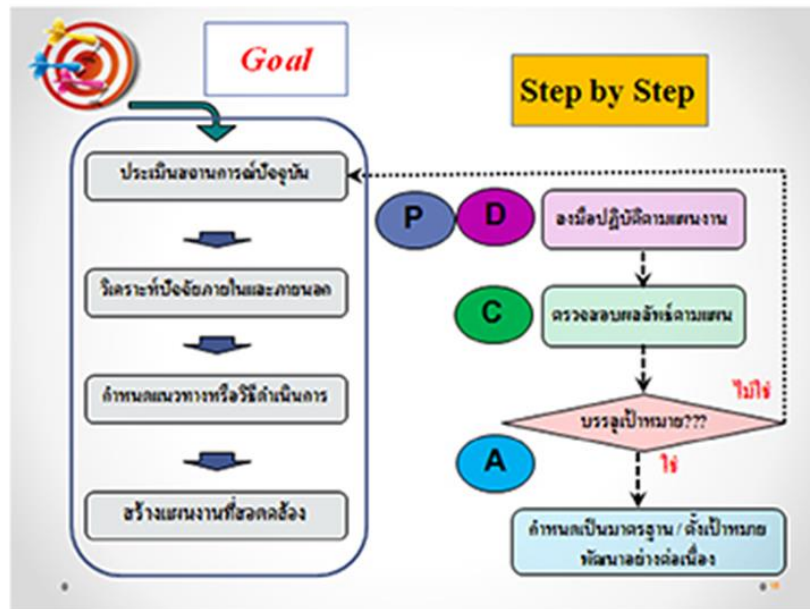 Goal
Step by Step
ประเมินสถานการณ์ปัจจุบัน
วิเคราะห์ปัจจัยภายในและภายนอก
กำหนดแนวทางหรือวิธีดำเนินการ
สร้างแผนงานที่สอดคล้อง
P
D
ลงมือปฏิบัติตามแผนงาน
C
ตรวจสอบผลลัพธ์ตามแผน
ไม่ใช่
บรรลุเป้าหมาย???
A
ใช่
กำหนดเป็นมาตรฐาน / ตั้งเป้าหมาย
พัฒนาอย่างต่อเนื่อง